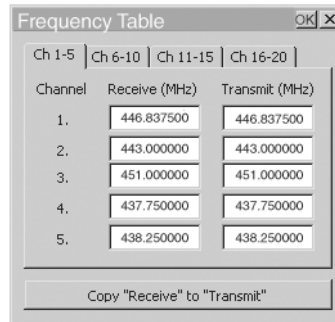 Frequency Table OK X
Ch 1-5 Ch 6-10 Ch 11-15 Ch 16-20
Channel Receive (MHz) Transmit (MHz)
1. 446.837500 446.837500
2. 443.000000 443.000000
3. 451.000000 451.000000
4. 437.750000 437.750000
5. 438.250000 438.250000
Copy "Receive" to "Transmit"